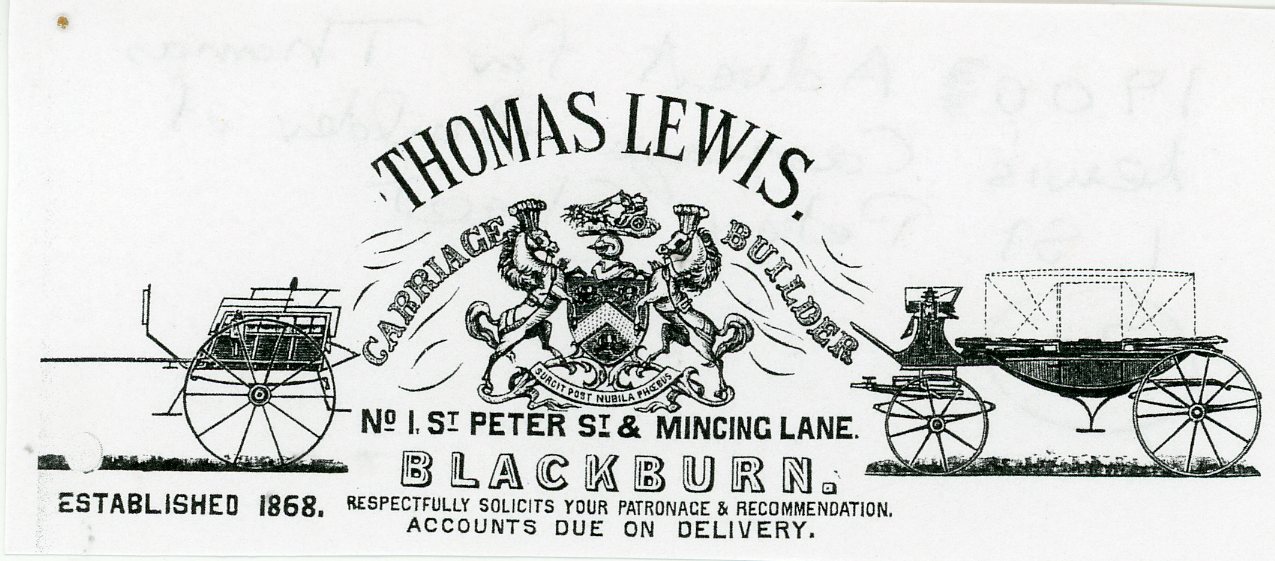 THOMAS LEWIS.
CARRIAGE BUILDER
SURGIT POST NUBILA PHŒBUS
Nº 1, ST PETER ST & MINCING LANE.
BLACKBURN.
ESTABLISHED 1868.
RESPECTFULLY SOLICITS YOUR PATRONAGE & RECOMMENDATION.
ACCOUNTS DUE ON DELIVERY.